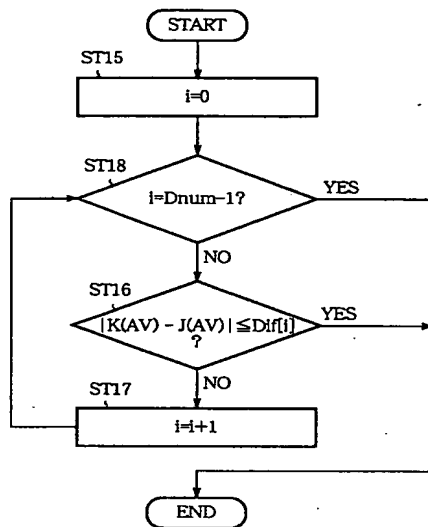 START
ST15
i=0
ST18
i=Dnum-1?
YES
NO
ST16
|K(AV) - J(AV)| ≦Dif[i]
?
YES
NO
ST17
i=i+1
END